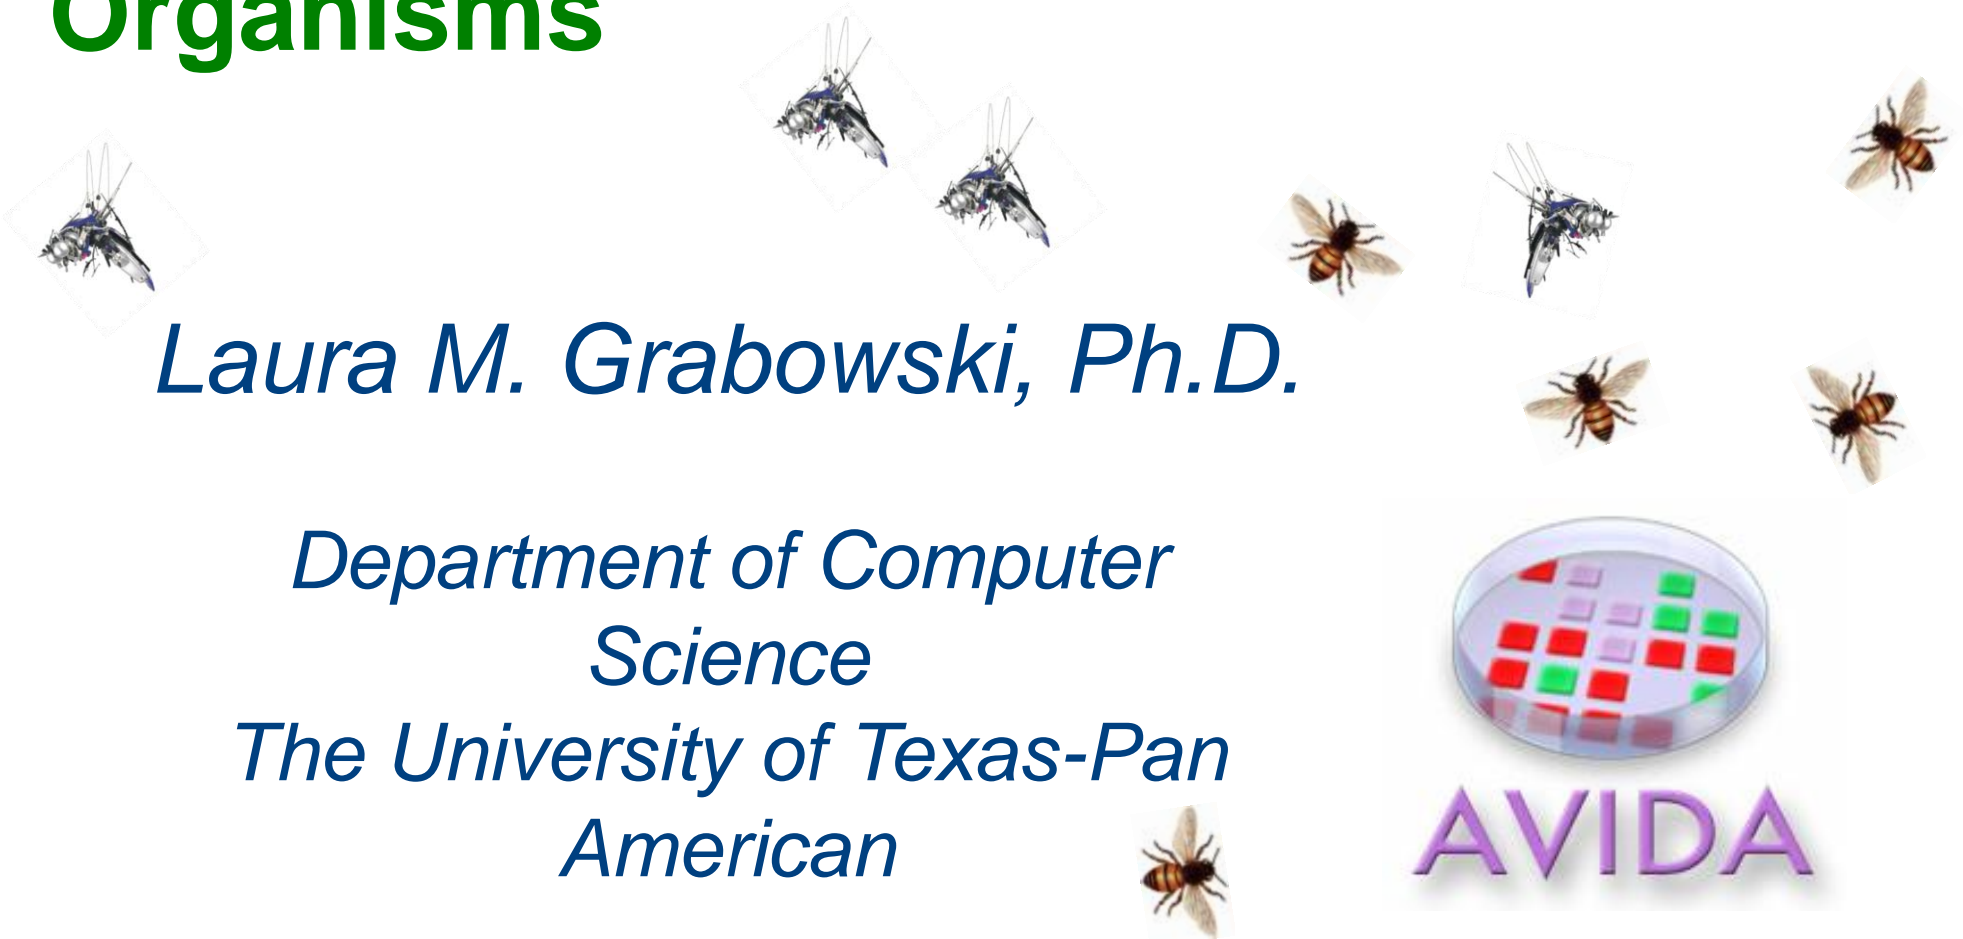 Organisms
Laura M. Grabowski, Ph.D.
Department of Computer
Science
The University of Texas-Pan
American
AVIDA